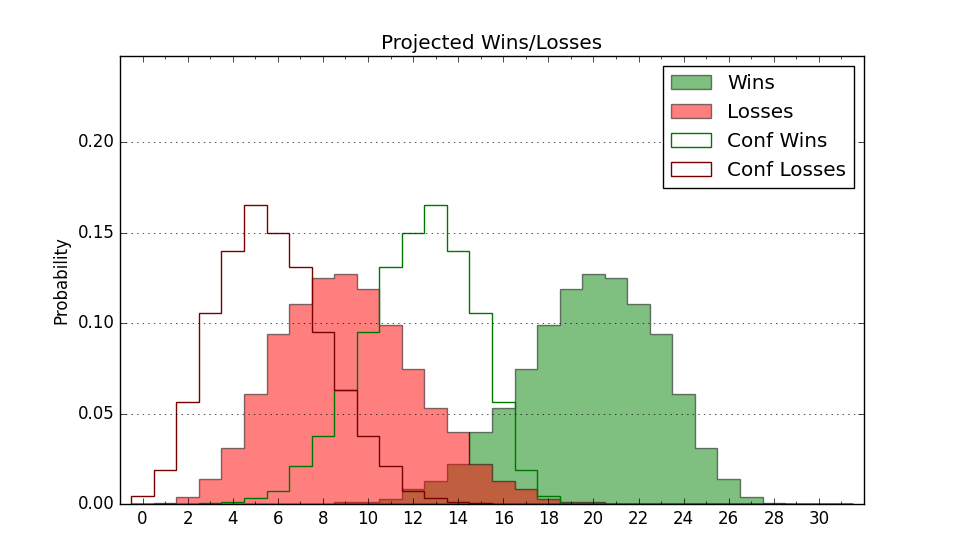 Projected Wins/Losses
Wins
Losses
Conf Wins
Conf Losses
Probability
0.20
0.15
0.10
0.05
0.00
0 2 4 6 8 10 12 14 16 18 20 22 24 26 28 30